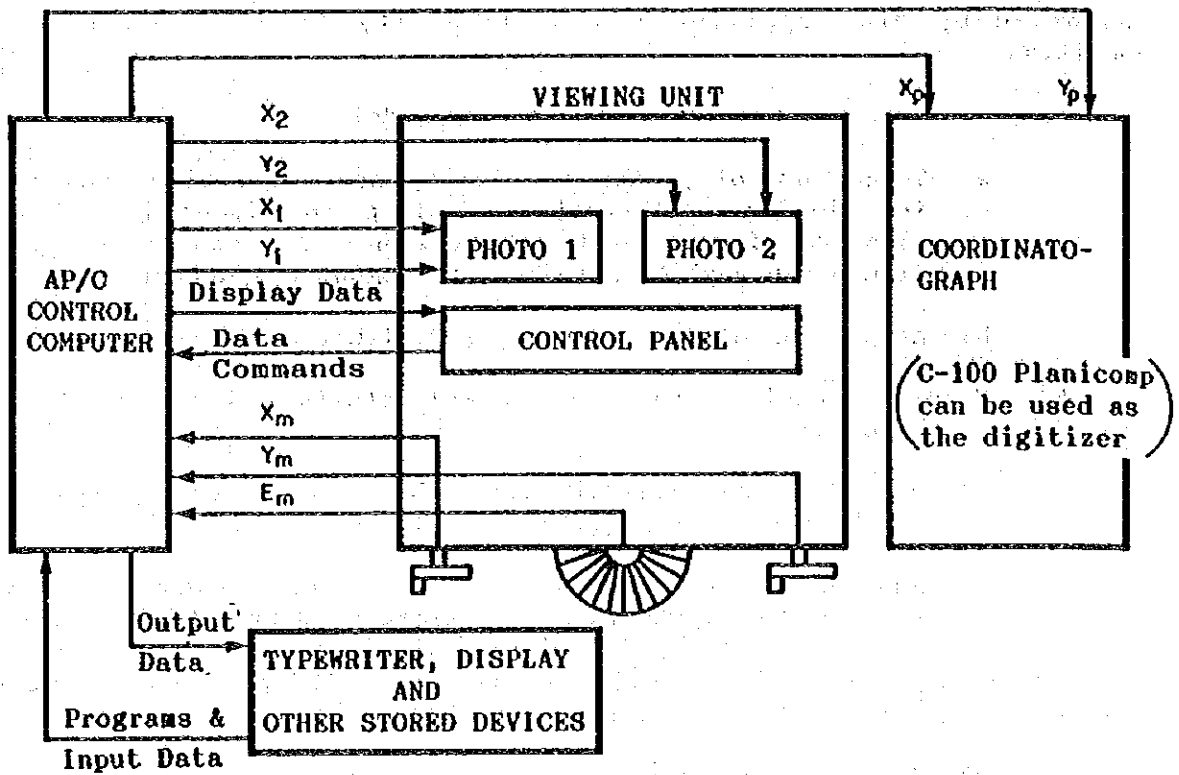 VIEWING UNIT
Xp
Yp
X2
Y2
X1
Y1
Display Data
Data
Commands
Xm
Ym
Em
AP/C
CONTROL
COMPUTER
PHOTO 1
PHOTO 2
CONTROL PANEL
COORDINATO-
GRAPH
(C-100 Planicomp
can be used as
the digitizer)
Output
Data
TYPEWRITER, DISPLAY
AND
OTHER STORED DEVICES
Programs &
Input Data